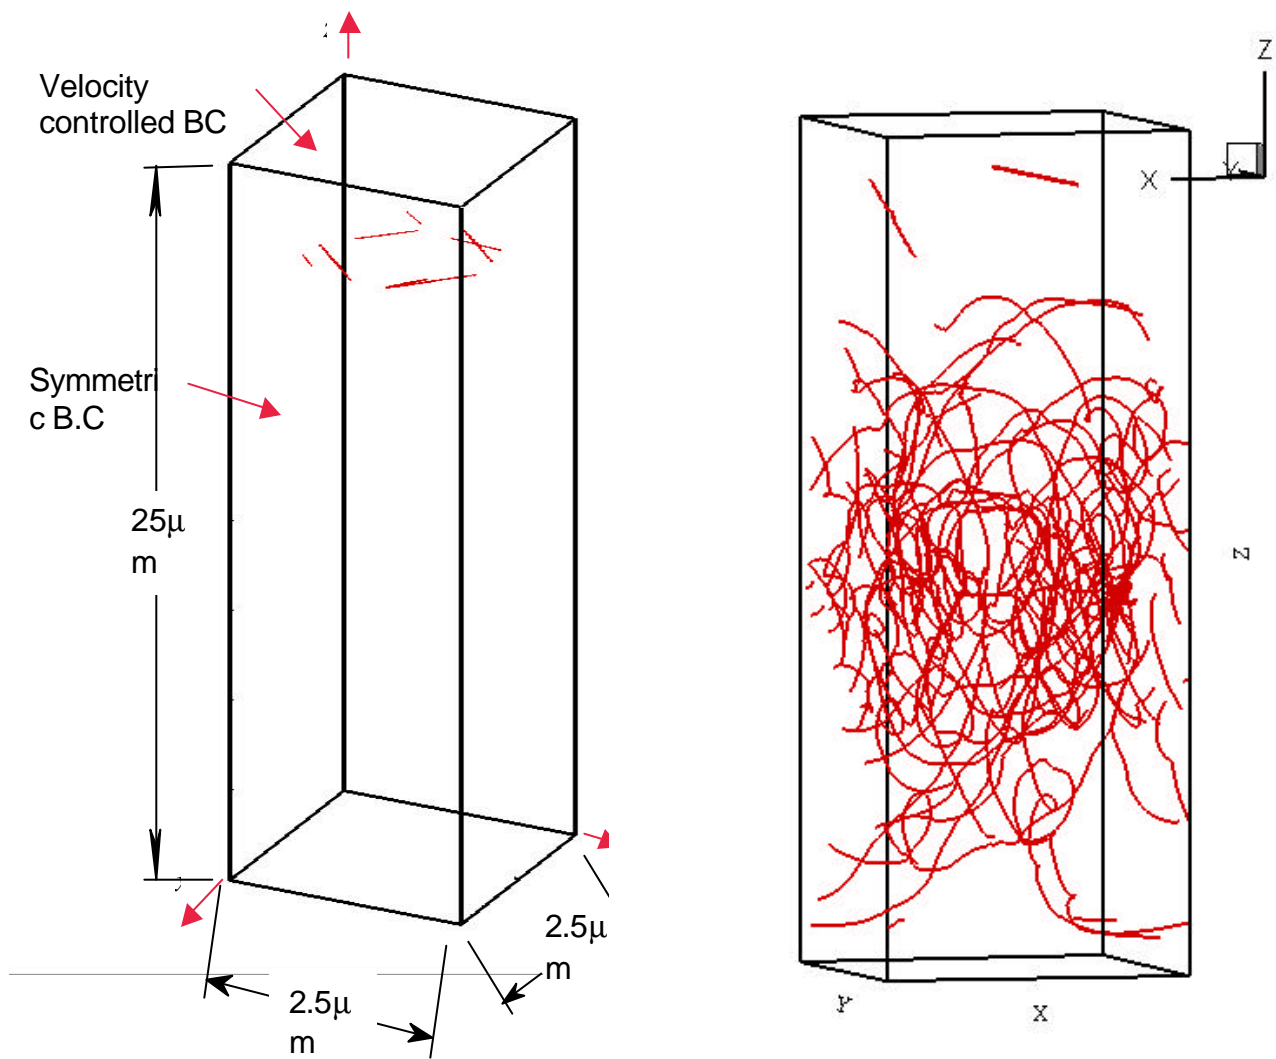 Velocity
controlled BC
Symmetri
c B.C
25μ
m
2.5μ
m
2.5μ
m
Z
X
Y
z
y
x